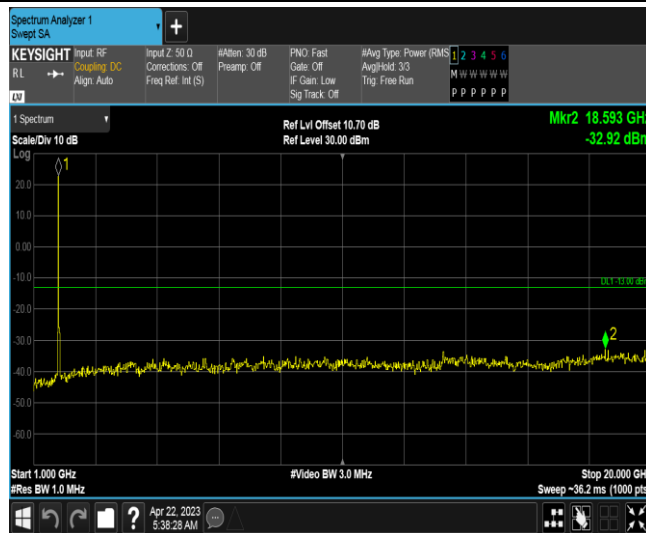 Spectrum Analyzer 1
Swept SA
+
KEYSIGHT
RL
LXI
Input: RF
Coupling: DC
Align: Auto
Input Z: 50 Ω
Corrections: Off
Freq Ref: Int (S)
#Atten: 30 dB
Preamp: Off
PNO: Fast
Gate: Off
IF Gain: Low
Sig Track: Off
#Avg Type: Power (RMS
Avg|Hold: 3/3
Trig: Free Run
1 2 3 4 5 6
M W W W W W
P P P P P P
1 Spectrum
Scale/Div 10 dB
Log
Ref Lvl Offset 10.70 dB
Ref Level 30.00 dBm
Mkr2 18.593 GHz
-32.92 dBm
1
20.0
10.0
0.00
-10.0
DL1 -13.00 dBm
-20.0
-30.0
2
-40.0
-50.0
-60.0
Start 1.000 GHz
#Res BW 1.0 MHz
#Video BW 3.0 MHz
Stop 20.000 GHz
Sweep ~36.2 ms (1000 pts
?
Apr 22, 2023
5:38:28 AM